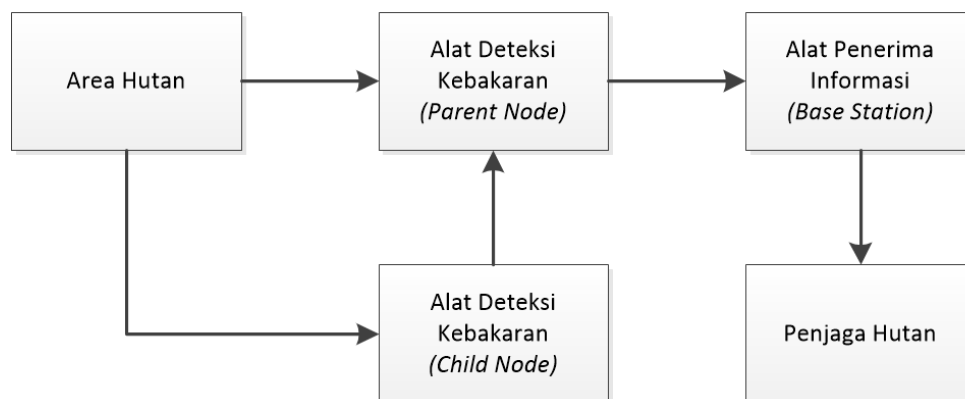 Area Hutan
Alat Deteksi
Kebakaran
(Parent Node)
Alat Penerima
Informasi
(Base Station)
Alat Deteksi
Kebakaran
(Child Node)
Penjaga Hutan